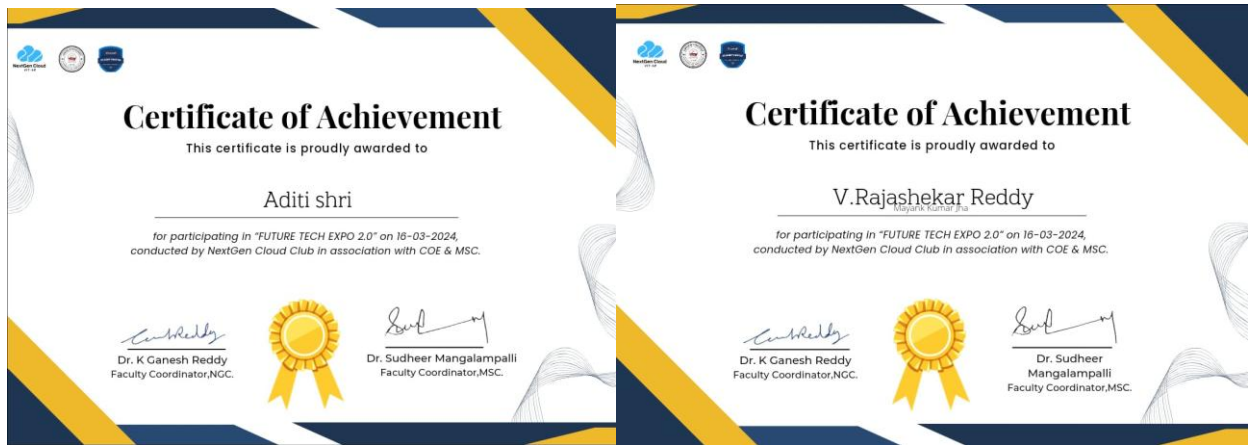 NextGen Cloud
Certificate of Achievement
This certificate is proudly awarded to
Aditi shri
for participating in "FUTURE TECH EXPO 2.0" on 16-03-2024,
conducted by NextGen Cloud Club in association with COE & MSC.
Dr. K Ganesh Reddy
Faculty Coordinator,NGC.
Dr. Sudheer Mangalampalli
Faculty Coordinator,MSC.
NextGen Cloud
Certificate of Achievement
This certificate is proudly awarded to
V.Rajashekar Reddy
Mayank Kumar Jha
for participating in "FUTURE TECH EXPO 2.0" on 16-03-2024,
conducted by NextGen Cloud Club in association with COE & MSC.
Dr. K Ganesh Reddy
Faculty Coordinator,NGC.
Dr. Sudheer
Mangalampalli
Faculty Coordinator,MSC.